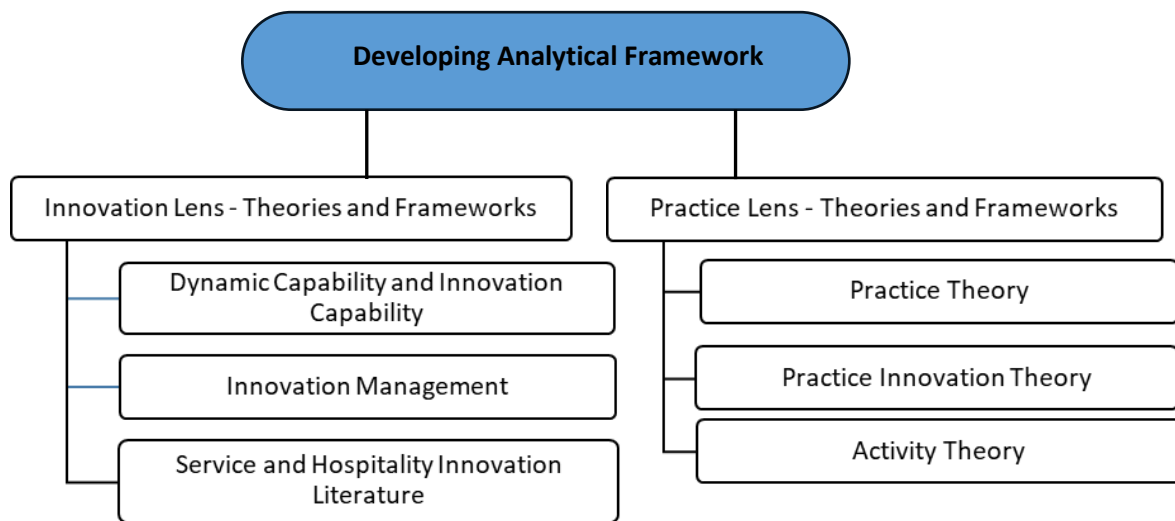 Developing Analytical Framework
Innovation Lens - Theories and Frameworks
Dynamic Capability and Innovation
Capability
Innovation Management
Service and Hospitality Innovation
Literature
Practice Lens - Theories and Frameworks
Practice Theory
Practice Innovation Theory
Activity Theory